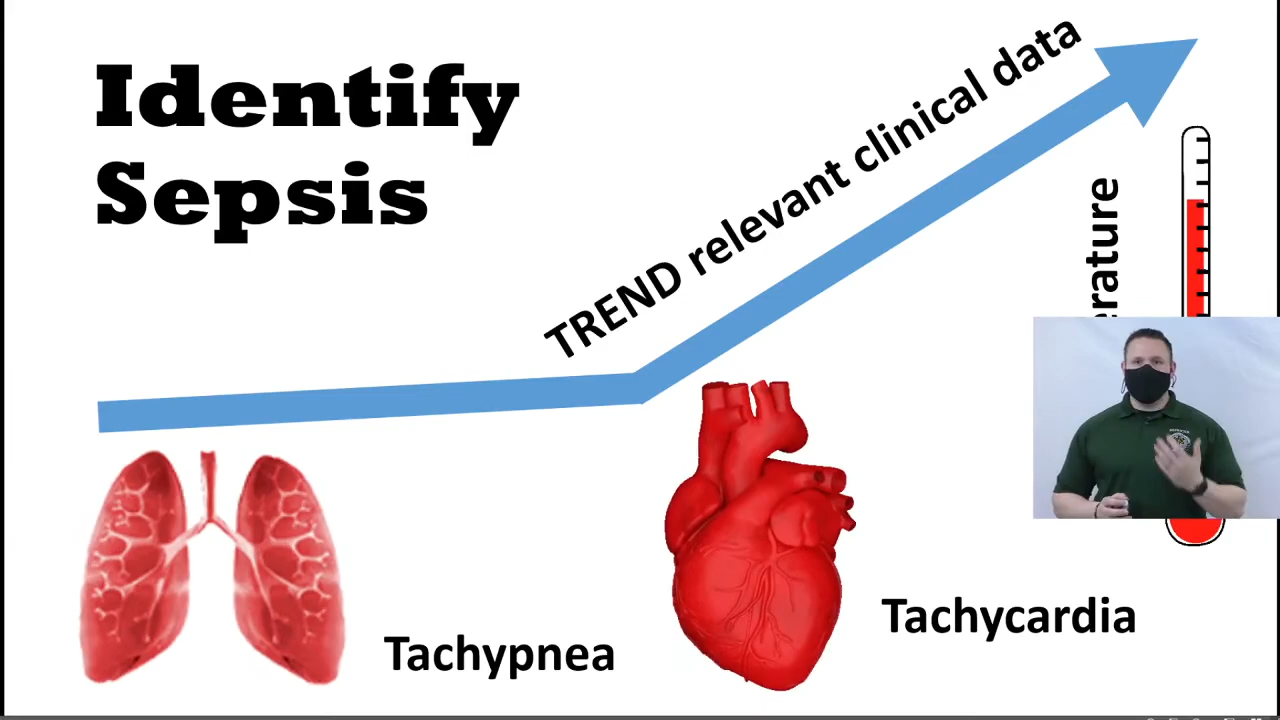 Identify
Sepsis
TREND relevant clinical data
Tachypnea
Tachycardia